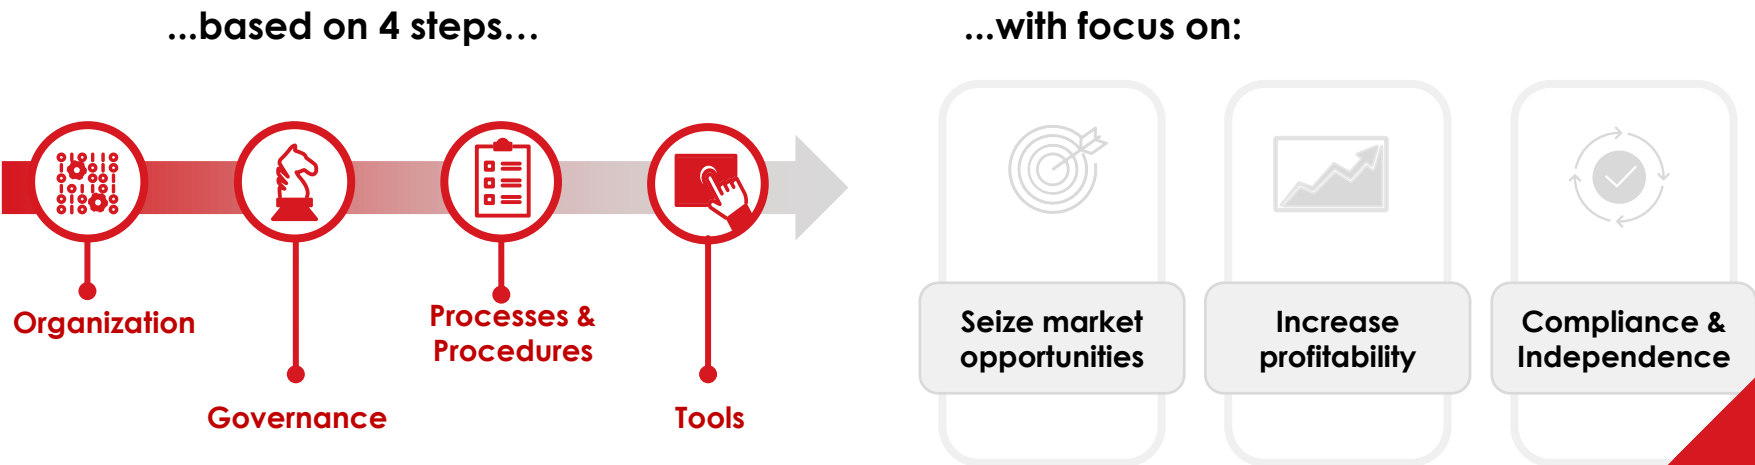 ...based on 4 steps...
Organization
Governance
Processes &
Procedures
Tools
...with focus on:
Seize market
opportunities
Increase
profitability
Compliance &
Independence